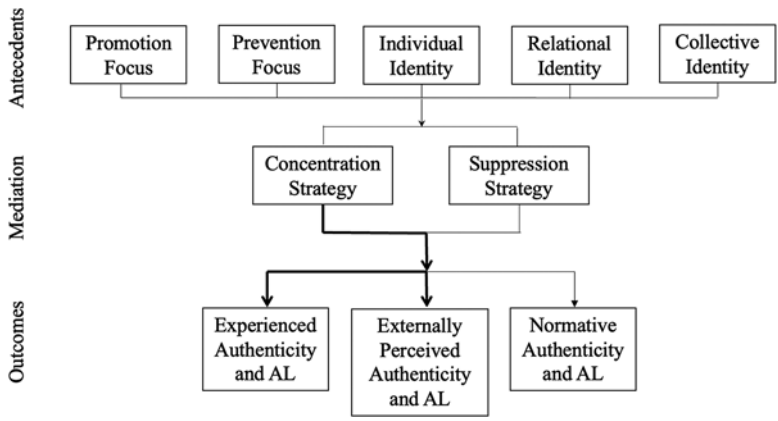 Antecedents
Promotion
Focus
Prevention
Focus
Individual
Identity
Relational
Identity
Collective
Identity
Mediation
Concentration
Strategy
Suppression
Strategy
Outcomes
Experienced
Authenticity
and AL
Externally
Perceived
Authenticity
and AL
Normative
Authenticity
and AL